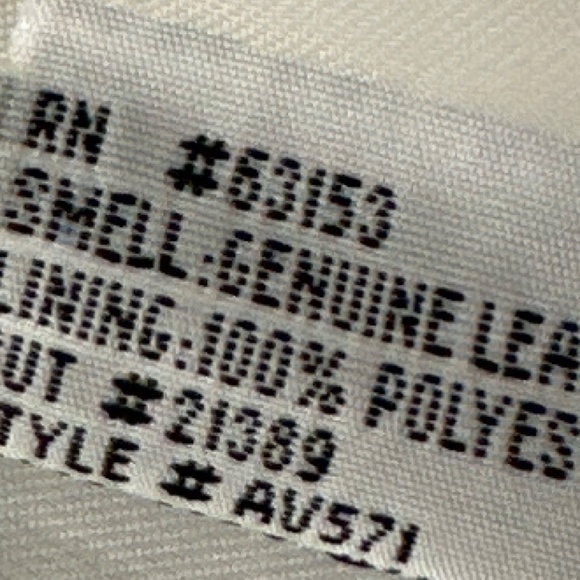 RN #63153
SMELL:GENUINE LEA
LINING:100% POLYES
UT #21389
TYLE # AV571